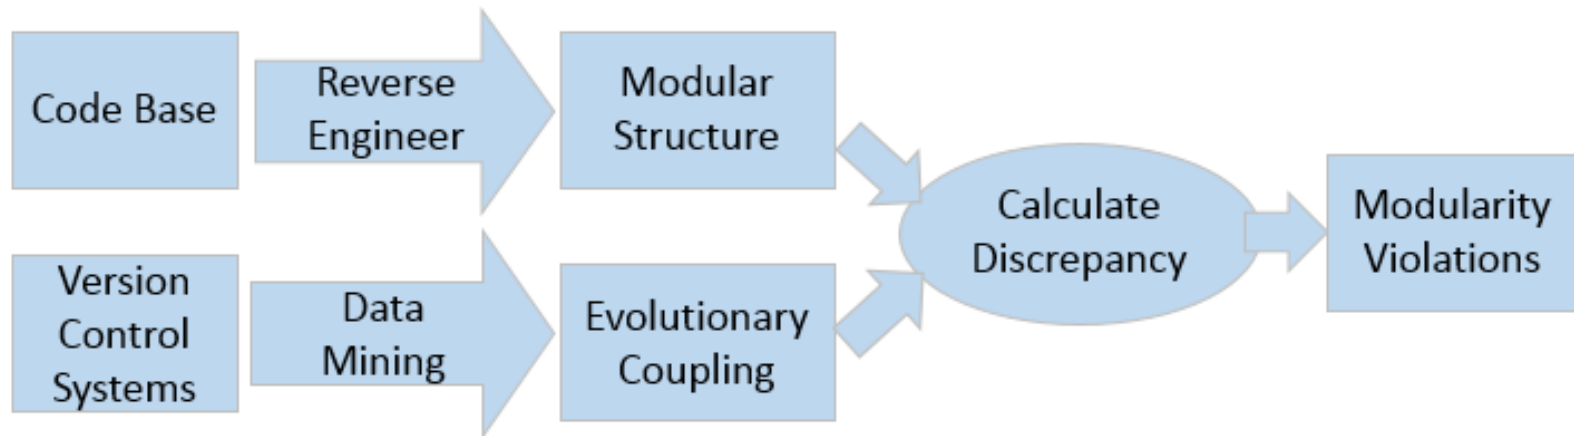 Code Base
Reverse
Engineer
Modular
Structure
Version
Control
Systems
Data
Mining
Evolutionary
Coupling
Calculate
Discrepancy
Modularity
Violations